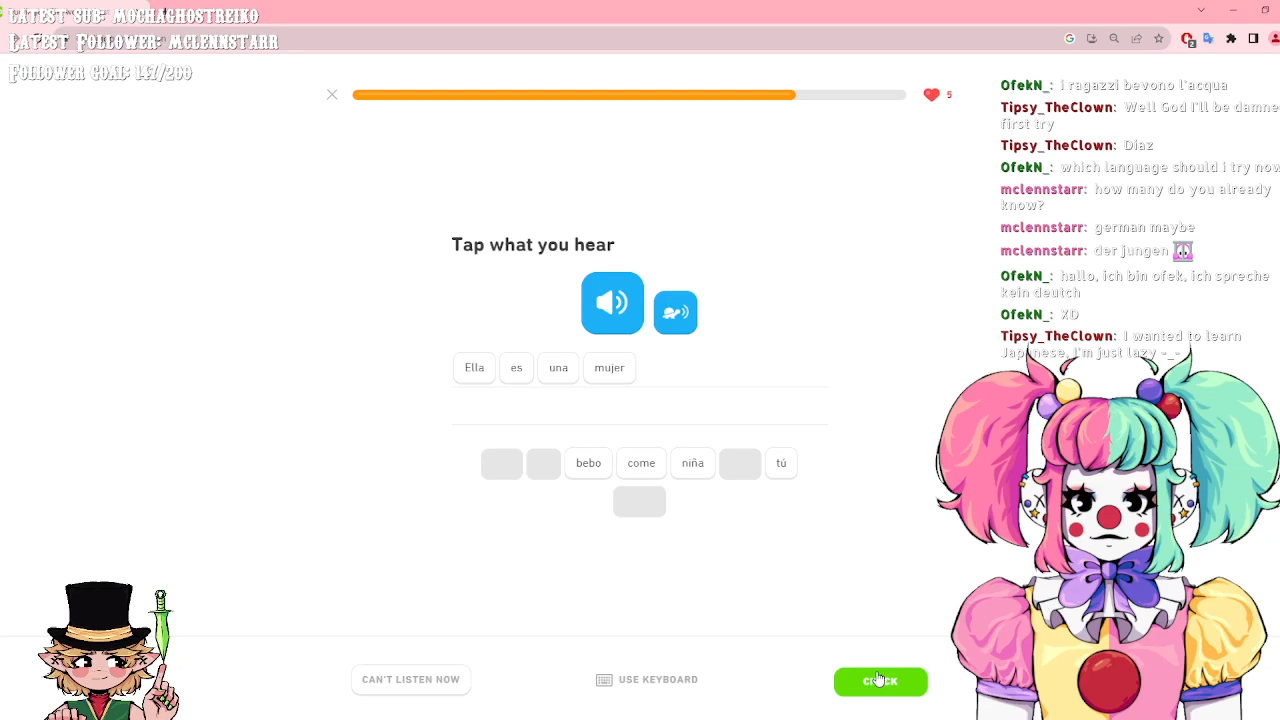 Latest Sub: MochaGhostReiko
Latest Follower: mclennstarr
Follower Goal: 147/200
5
OfekN_: i ragazzi bevono l'acqua
Tipsy_TheClown: Well God I'll be damne
first try
Tipsy_TheClown: Diaz
OfekN_: which language should i try now
mclennstarr: how many do you already
know?
mclennstarr: german maybe
mclennstarr: der jungen
OfekN_: hallo, ich bin ofek, ich spreche
kein deutch
OfekN_: XD
Tipsy_TheClown: I wanted to learn
Japanese, I'm just lazy -_-
Tap what you hear
Ella es una mujer
bebo come niña tú
CAN'T LISTEN NOW
USE KEYBOARD
CHECK
2